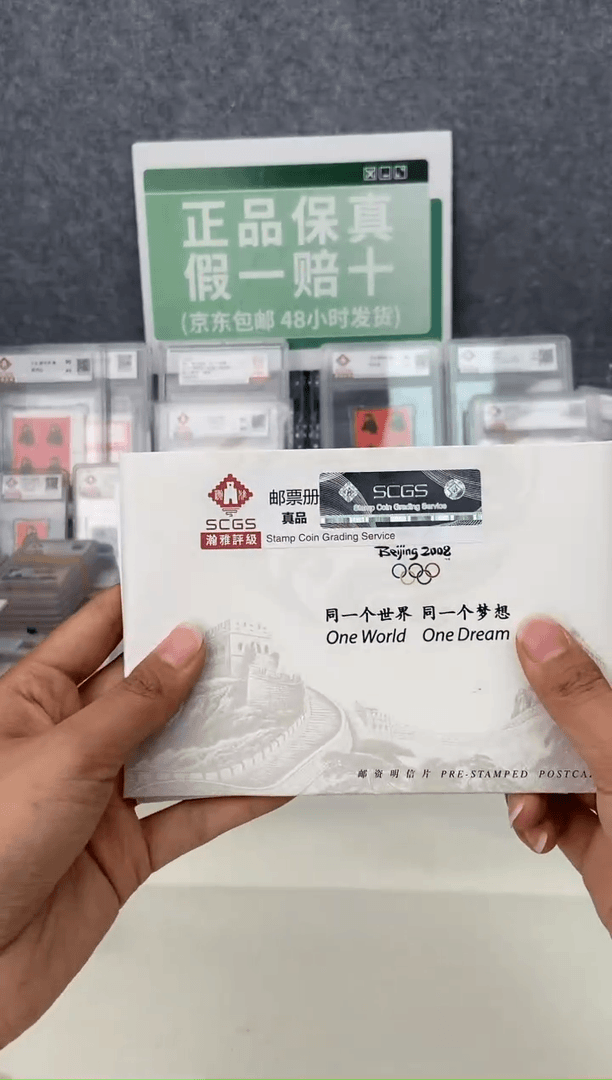 正品保真
假一赔十
(京东包邮 48小时发货)
SCGS
瀚雅評級
邮票册
真品
Stamp Coin Grading Service
SCGS
Stamp Coin Grading Service
Beijing 2008
同一个世界 同一个梦想
One World One Dream
邮资明信片 PRE-STAMPED POSTCA